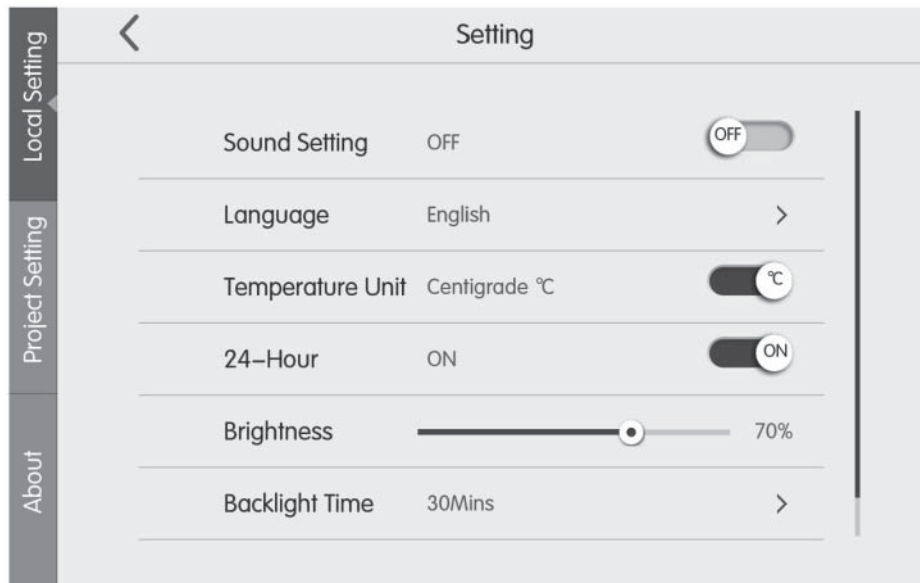 Setting
Local Setting
Project Setting
About
Sound Setting OFF OFF
Language English
Temperature Unit Centigrade ℃ ℃
24–Hour ON ON
Brightness 70%
Backlight Time 30Mins